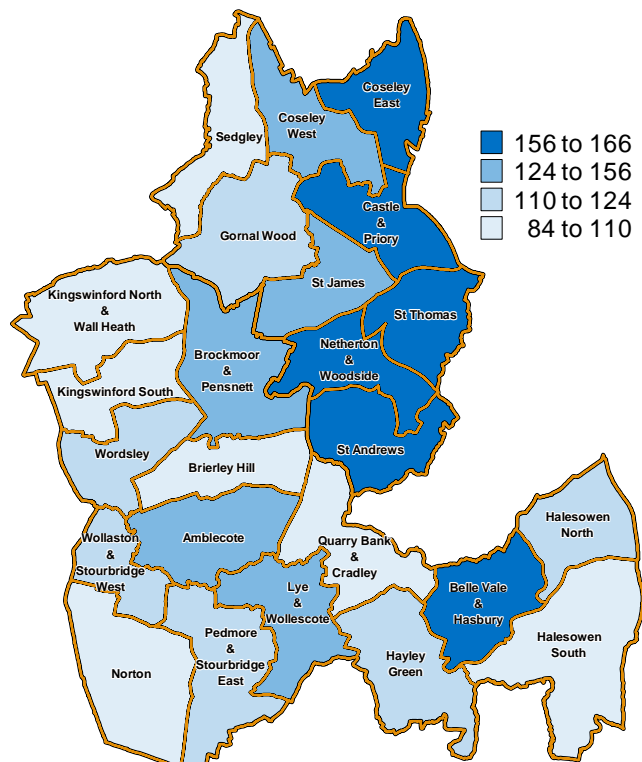 Coseley
East
Coseley
West
Sedgley
156 to 166
124 to 156
110 to 124
84 to 110
Castle
&
Priory
Gornal Wood
St James
Kingswinford North
&
Wall Heath
St Thomas
Netherton
&
Woodside
Brockmoor
&
Pensnett
Kingswinford South
Wordsley
St Andrews
Brierley Hill
Halesowen
North
Wollaston
&
Stourbridge
West
Amblecote
Quarry Bank
&
Cradley
Lye
&
Wollescote
Belle Vale
&
Hasbury
Pedmore
&
Stourbridge
East
Halesowen
South
Hayley
Green
Norton